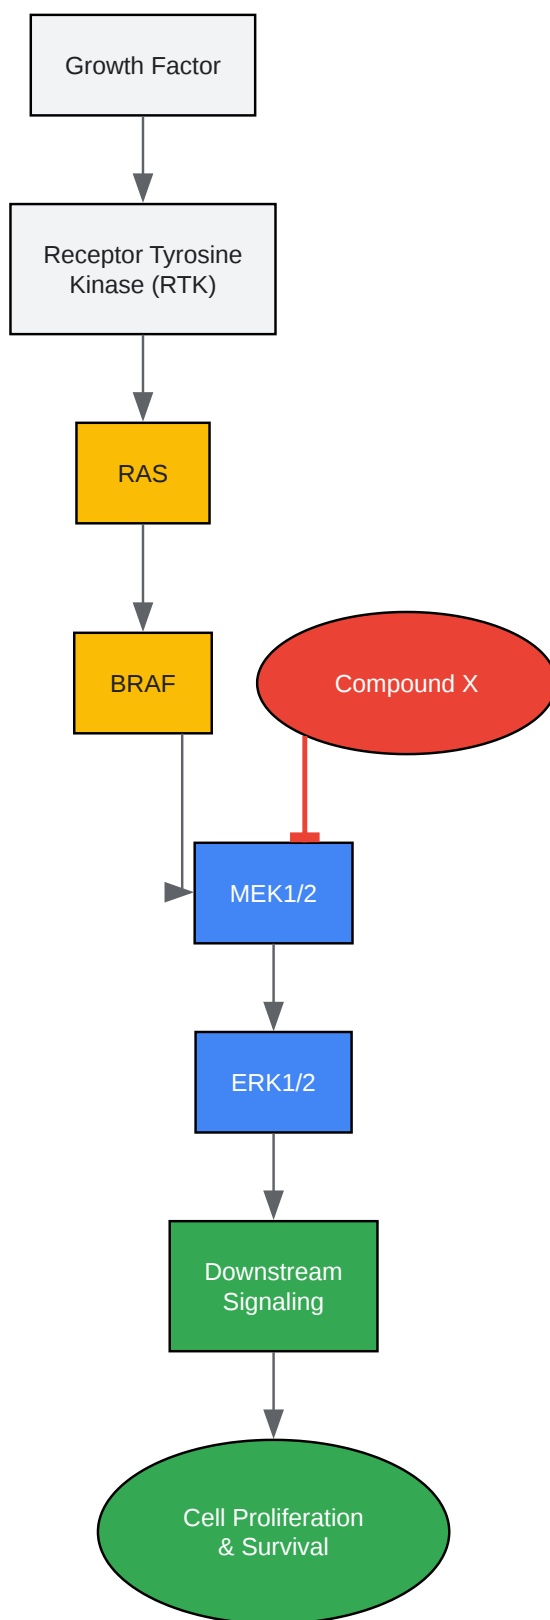 Growth Factor
Receptor Tyrosine
Kinase (RTK)
RAS
BRAF
Compound X
MEK1/2
ERK1/2
Downstream
Signaling
Cell Proliferation
& Survival